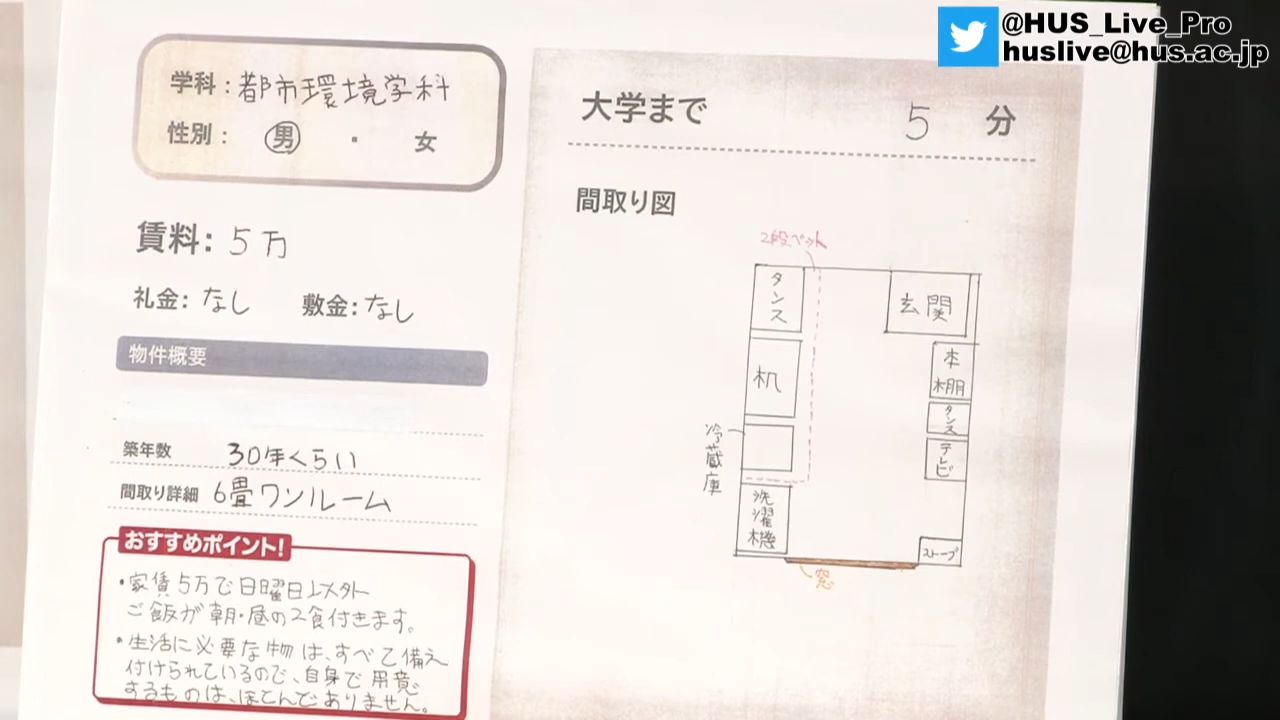 @HUS_Live_Pro
huslive@hus.ac.jp
学科：都市環境学科
性別： 男 ・ 女
賃料：5万
礼金：なし 敷金：なし
物件概要
築年数 30年くらい
間取り詳細 6畳ワンルーム
おすすめポイント！
・家賃5万で日曜日以外
ご飯が朝・昼の2食付きます。
・生活に必要な物は、すべて備え
付けられているので、自身で用意
するものは、ほとんどありません。
大学まで 5 分
間取り図
2段ベット
タンス
玄関
机
本棚
タンス
冷蔵庫
テレビ
洗濯機
ストーブ
窓